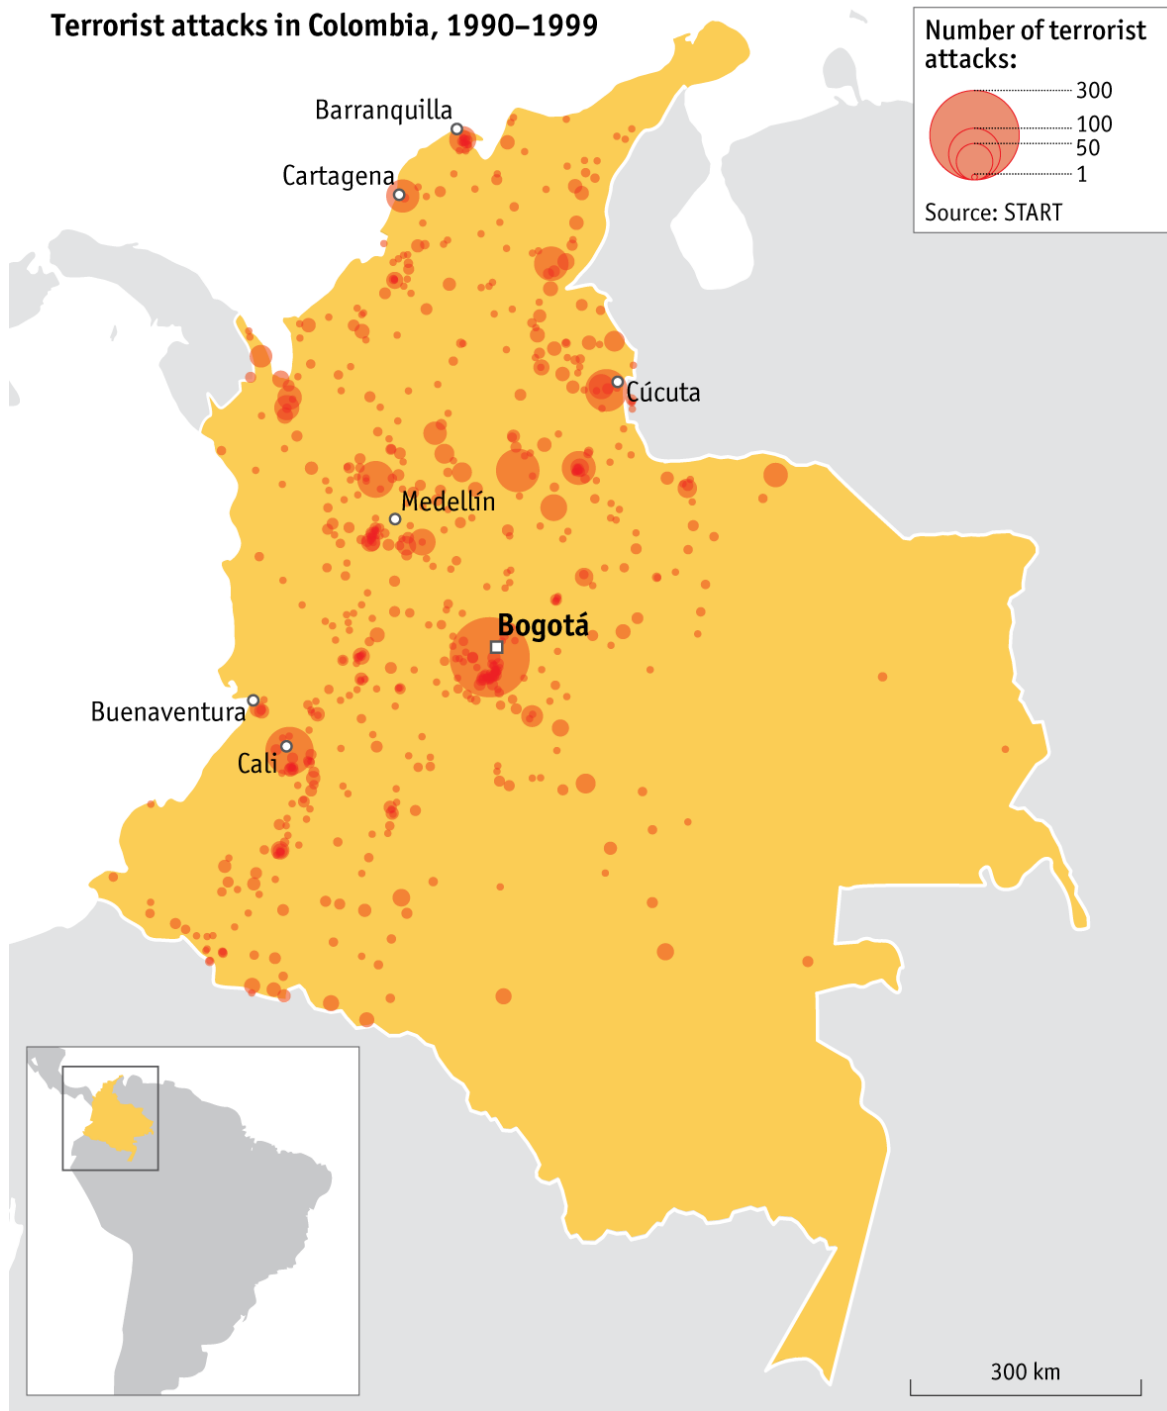 Terrorist attacks in Colombia, 1990–1999
Number of terrorist
attacks:
300
100
50
1
Source: START
Barranquilla
Cartagena
Cúcuta
Medellín
Bogotá
Buenaventura
Cali
300 km